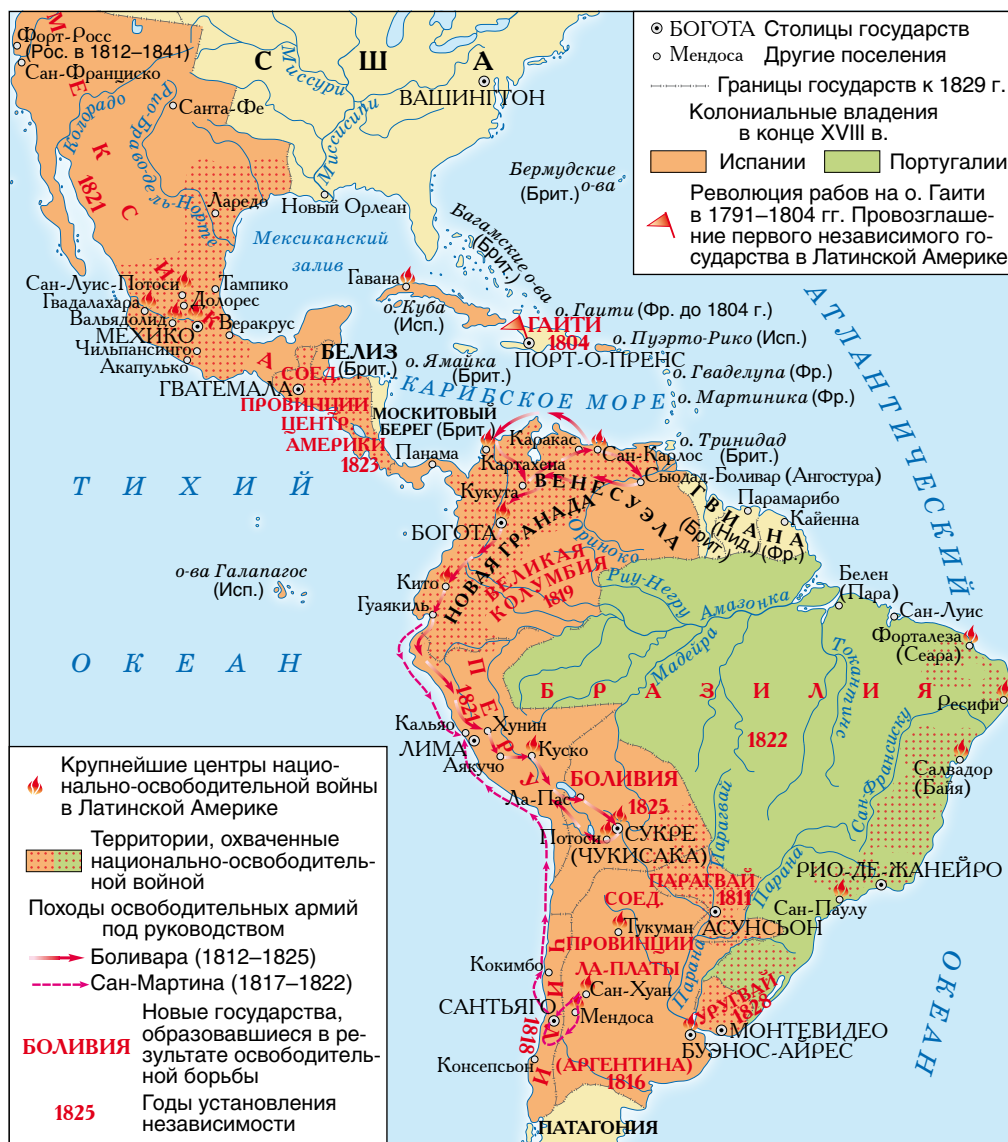 Форт-Росс
(Рос. в 1812–1841)
Сан-Франциско
МЕКСИКА
1821
Колорадо
Рио-Браво-дель-Норте
Санта-Фе
США
Миссури
Миссисипи
ВАШИНГТОН
Новый Орлеан
Ларедо
Мексиканский
залив
Бермудские
о-ва
(Брит.)
Багамские о-ва
(Брит.)
Гавана
о. Куба
(Исп.)
Сан-Луис-Потоси
Тампико
Гвадалахара
Долорес
Вальядолид
МЕХИКО
Веракрус
Чильпансинго
Акапулько
БЕЛИЗ
(Брит.)
о. Ямайка
(Брит.)
ГАИТИ
1804
о. Гаити (Фр. до 1804 г.)
ПОРТ-О-ПРЕНС
о. Пуэрто-Рико (Исп.)
о. Гваделупа (Фр.)
о. Мартиника (Фр.)
КАРИБСКОЕ МОРЕ
ГВАТЕМАЛА
СОЕД.
ПРОВИНЦИИ
ЦЕНТР.
АМЕРИКИ
1823
МОСКИТОВЫЙ
БЕРЕГ (Брит.)
Панама
о. Тринидад
(Брит.)
Каракас
Сан-Карлос
Картахена
Сьюдад-Боливар (Ангостура)
Кукута
ВЕНЕСУЭЛА
БОГОТА
НОВАЯ ГРАНАДА
ВЕЛИКАЯ
КОЛУМБИЯ
1819
Ориноко
ГВИАНА
(Брит.)
(Нид.)
(Фр.)
Парамарибо
Кайенна
АТЛАНТИЧЕСКИЙ
ОКЕАН
ТИХИЙ
ОКЕАН
о-ва Галапагос
(Исп.)
Кито
Гуаякиль
Риу-Негру
Амазонка
Мадейра
Токантинс
Белен
(Пара)
Сан-Луис
Форталеза
(Сеара)
Ресифи
БРАЗИЛИЯ
1822
Сан-Франсиску
Салвадор
(Байя)
ПЕРУ
1821
Кальяо
ЛИМА
Хунин
Аякучо
Куско
БОЛИВИЯ
1825
Ла-Пас
Потоси
СУКРЕ
(ЧУКИСАКА)
Парагвай
Парана
ПАРАГВАЙ
1811
АСУНСЬОН
РИО-ДЕ-ЖАНЕЙРО
Сан-Паулу
СОЕД.
Тукуман
ПРОВИНЦИИ
ЛА-ПЛАТЫ
Кокимбо
Сан-Хуан
Мендоса
САНТЬЯГО
ЧИЛИ
1818
Консепсьон
Парана
УРУГВАЙ
1828
МОНТЕВИДЕО
БУЭНОС-АЙРЕС
(АРГЕНТИНА)
1816
ПАТАГОНИЯ
БОГОТА Столицы государств
Мендоса Другие поселения
Границы государств к 1829 г.
Колониальные владения
в конце XVIII в.
Испании Португалии
Революция рабов на о. Гаити
в 1791–1804 гг. Провозглаше-
ние первого независимого го-
сударства в Латинской Америке
Крупнейшие центры нацио-
нально-освободительной войны
в Латинской Америке
Территории, охваченные
национально-освободитель-
ной войной
Походы освободительных армий
под руководством
Боливара (1812–1825)
Сан-Мартина (1817–1822)
БОЛИВИЯ
Новые государства,
образовавшиеся в ре-
зультате освободитель-
ной борьбы
1825
Годы установления
независимости